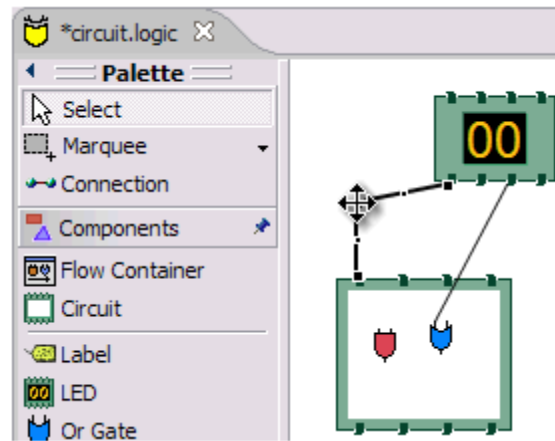 *circuit.logic
Palette
Select
Marquee
Connection
Components
Flow Container
Circuit
Label
LED
Or Gate
00